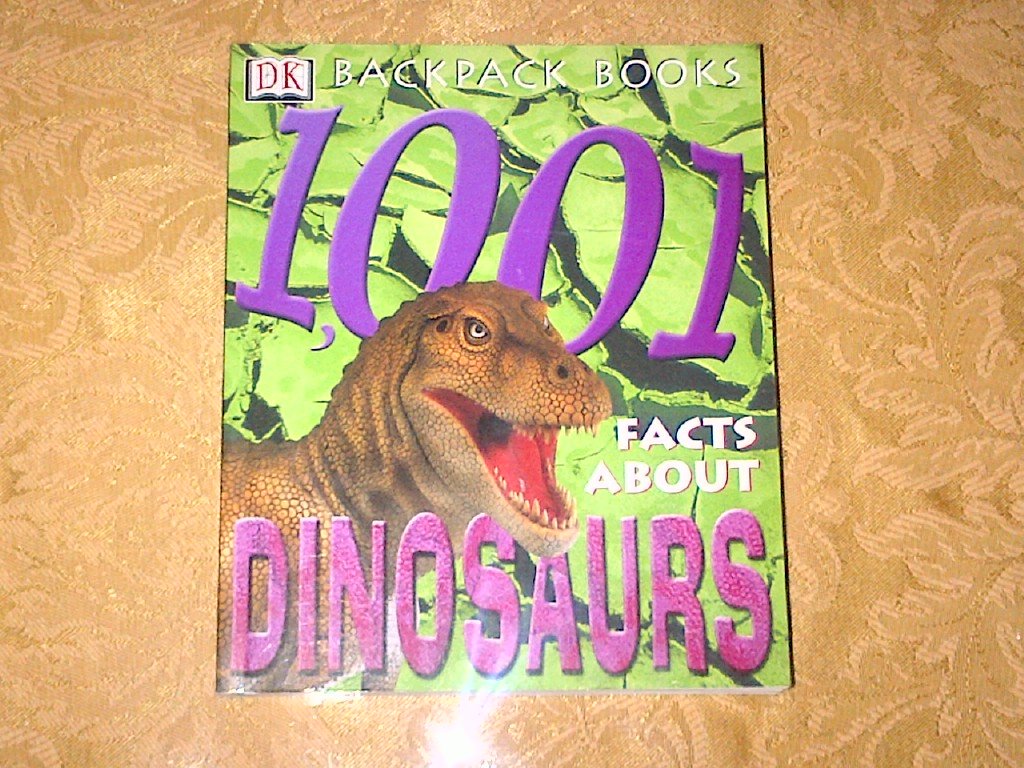 DK BACKPACK BOOKS
1,001
FACTS
ABOUT
DINOSAURS